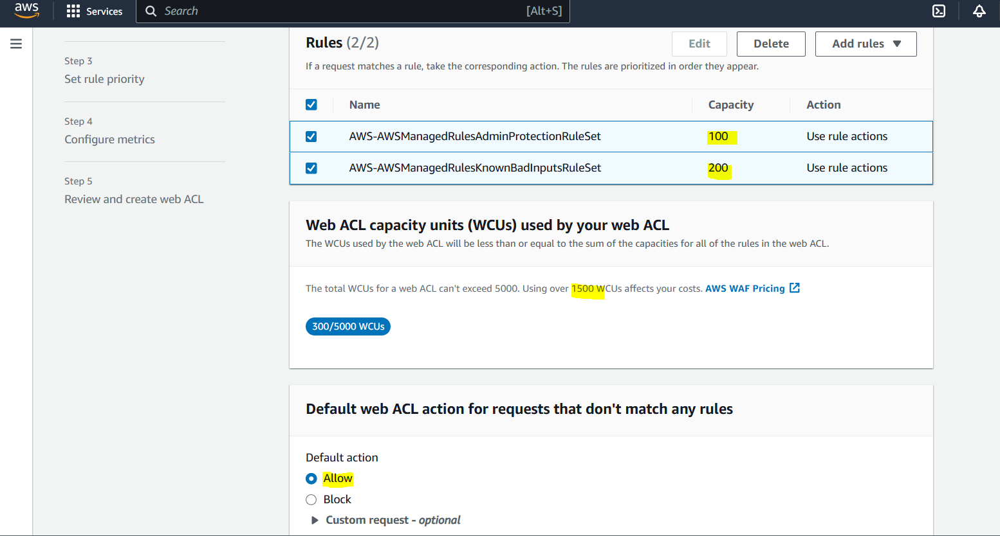 aws
Services
Search
[Alt+S]
Step 3
Set rule priority
Step 4
Configure metrics
Step 5
Review and create web ACL
Rules (2/2)
Edit
Delete
Add rules
If a request matches a rule, take the corresponding action. The rules are prioritized in order they appear.
Name Capacity Action
AWS-AWSManagedRulesAdminProtectionRuleSet 100 Use rule actions
AWS-AWSManagedRulesKnownBadInputsRuleSet 200 Use rule actions
Web ACL capacity units (WCUs) used by your web ACL
The WCUs used by the web ACL will be less than or equal to the sum of the capacities for all of the rules in the web ACL.
The total WCUs for a web ACL can't exceed 5000. Using over 1500 WCUs affects your costs. AWS WAF Pricing
300/5000 WCUs
Default web ACL action for requests that don't match any rules
Default action
Allow
Block
Custom request - optional